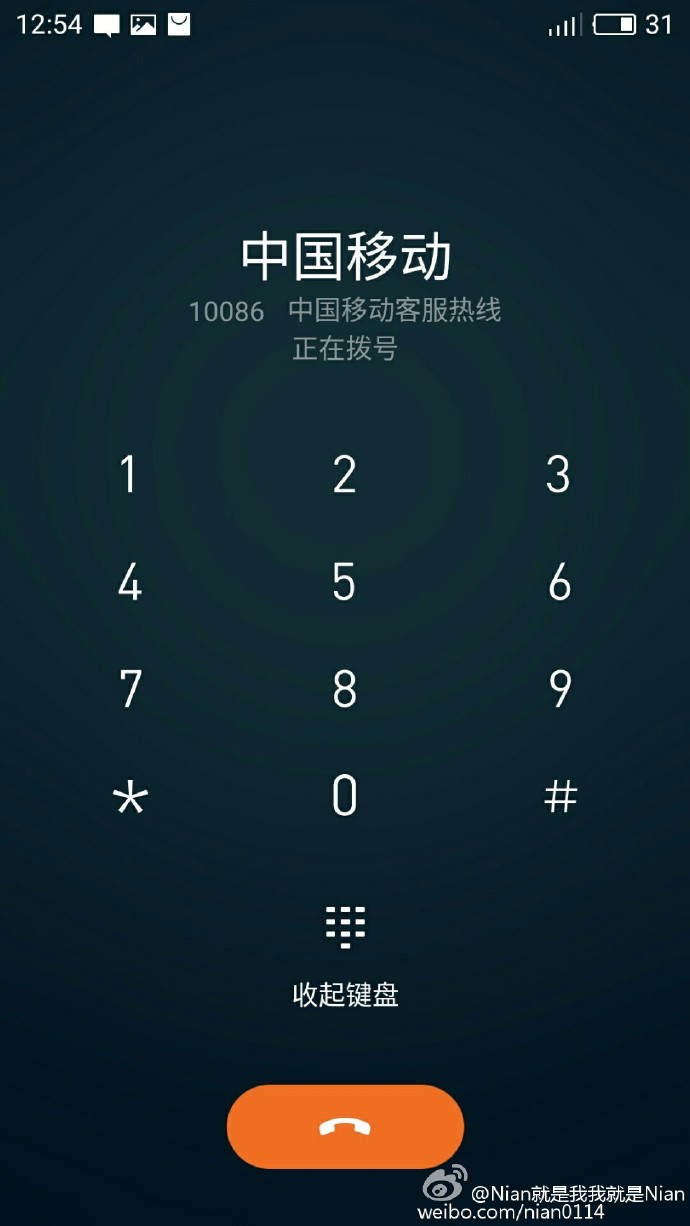 12:54 31
中国移动
10086 中国移动客服热线
正在拨号
1 2 3
4 5 6
7 8 9
* 0 #
收起键盘
@Nian就是我我就是Nian
weibo.com/nian0114